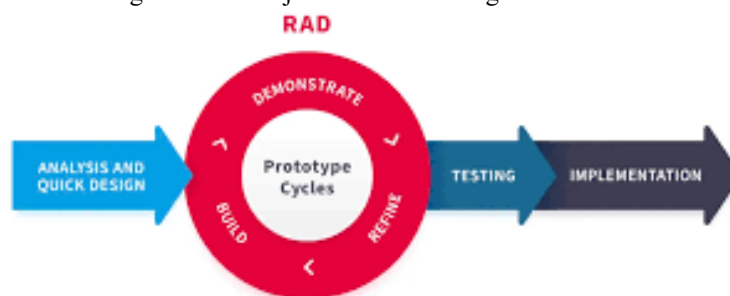 RAD
ANALYSIS AND
QUICK DESIGN
DEMONSTRATE
Prototype
Cycles
BUILD
REFINE
TESTING
IMPLEMENTATION